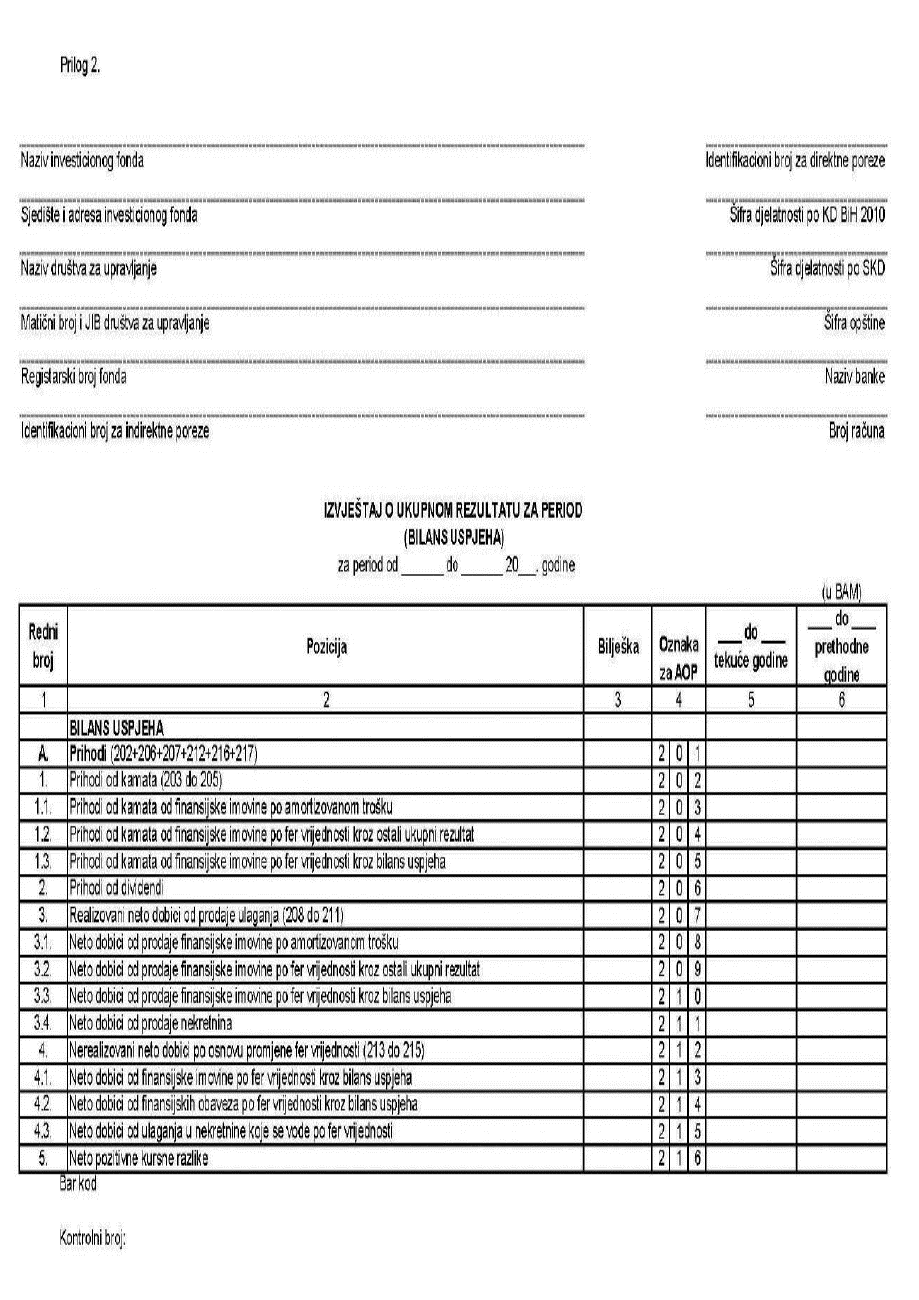 Prilog 2.
Naziv investicionog fonda Identifikacioni broj za direktne poreze
Sjedište i adresa investicionog fonda Šifra djelatnosti po KD BiH 2010
Naziv društva za upravljanje Šifra djelatnosti po SKD
Matični broj i JIB društva za upravljanje Šifra opštine
Registarski broj fonda Naziv banke
Identifikacioni broj za indirektne poreze Broj računa
IZVJEŠTAJ O UKUPNOM REZULTATU ZA PERIOD
(BILANS USPJEHA)
za period od _______ do _______ 20___. godine
(u BAM)
Redni broj Pozicija Bilješka Oznaka za AOP ____ do ____ tekuće godine ____ do ____ prethodne godine
1 2 3 4 5 6
BILANS USPJEHA
A. Prihodi (202+206+207+212+216+217) 2 0 1
1. Prihodi od kamata (203 do 205) 2 0 2
1.1. Prihodi od kamata od finansijske imovine po amortizovanom trošku 2 0 3
1.2. Prihodi od kamata od finansijske imovine po fer vrijednosti kroz ostali ukupni rezultat 2 0 4
1.3. Prihodi od kamata od finansijske imovine po fer vrijednosti kroz bilans uspjeha 2 0 5
2. Prihodi od dividendi 2 0 6
3. Realizovani neto dobici od prodaje ulaganja (208 do 211) 2 0 7
3.1. Neto dobici od prodaje finansijske imovine po amortizovanom trošku 2 0 8
3.2. Neto dobici od prodaje finansijske imovine po fer vrijednosti kroz ostali ukupni rezultat 2 0 9
3.3. Neto dobici od prodaje finansijske imovine po fer vrijednosti kroz bilans uspjeha 2 1 0
3.4. Neto dobici od prodaje nekretnina 2 1 1
4. Nerealizovani neto dobici po osnovu promjene fer vrijednosti (213 do 215) 2 1 2
4.1. Neto dobici od finansijske imovine po fer vrijednosti kroz bilans uspjeha 2 1 3
4.2. Neto dobici od finansijskih obaveza po fer vrijednosti kroz bilans uspjeha 2 1 4
4.3. Neto dobici od ulaganja u nekretnine koje se vode po fer vrijednosti 2 1 5
5. Neto pozitivne kursne razlike 2 1 6
Bar kod
Kontrolni broj: